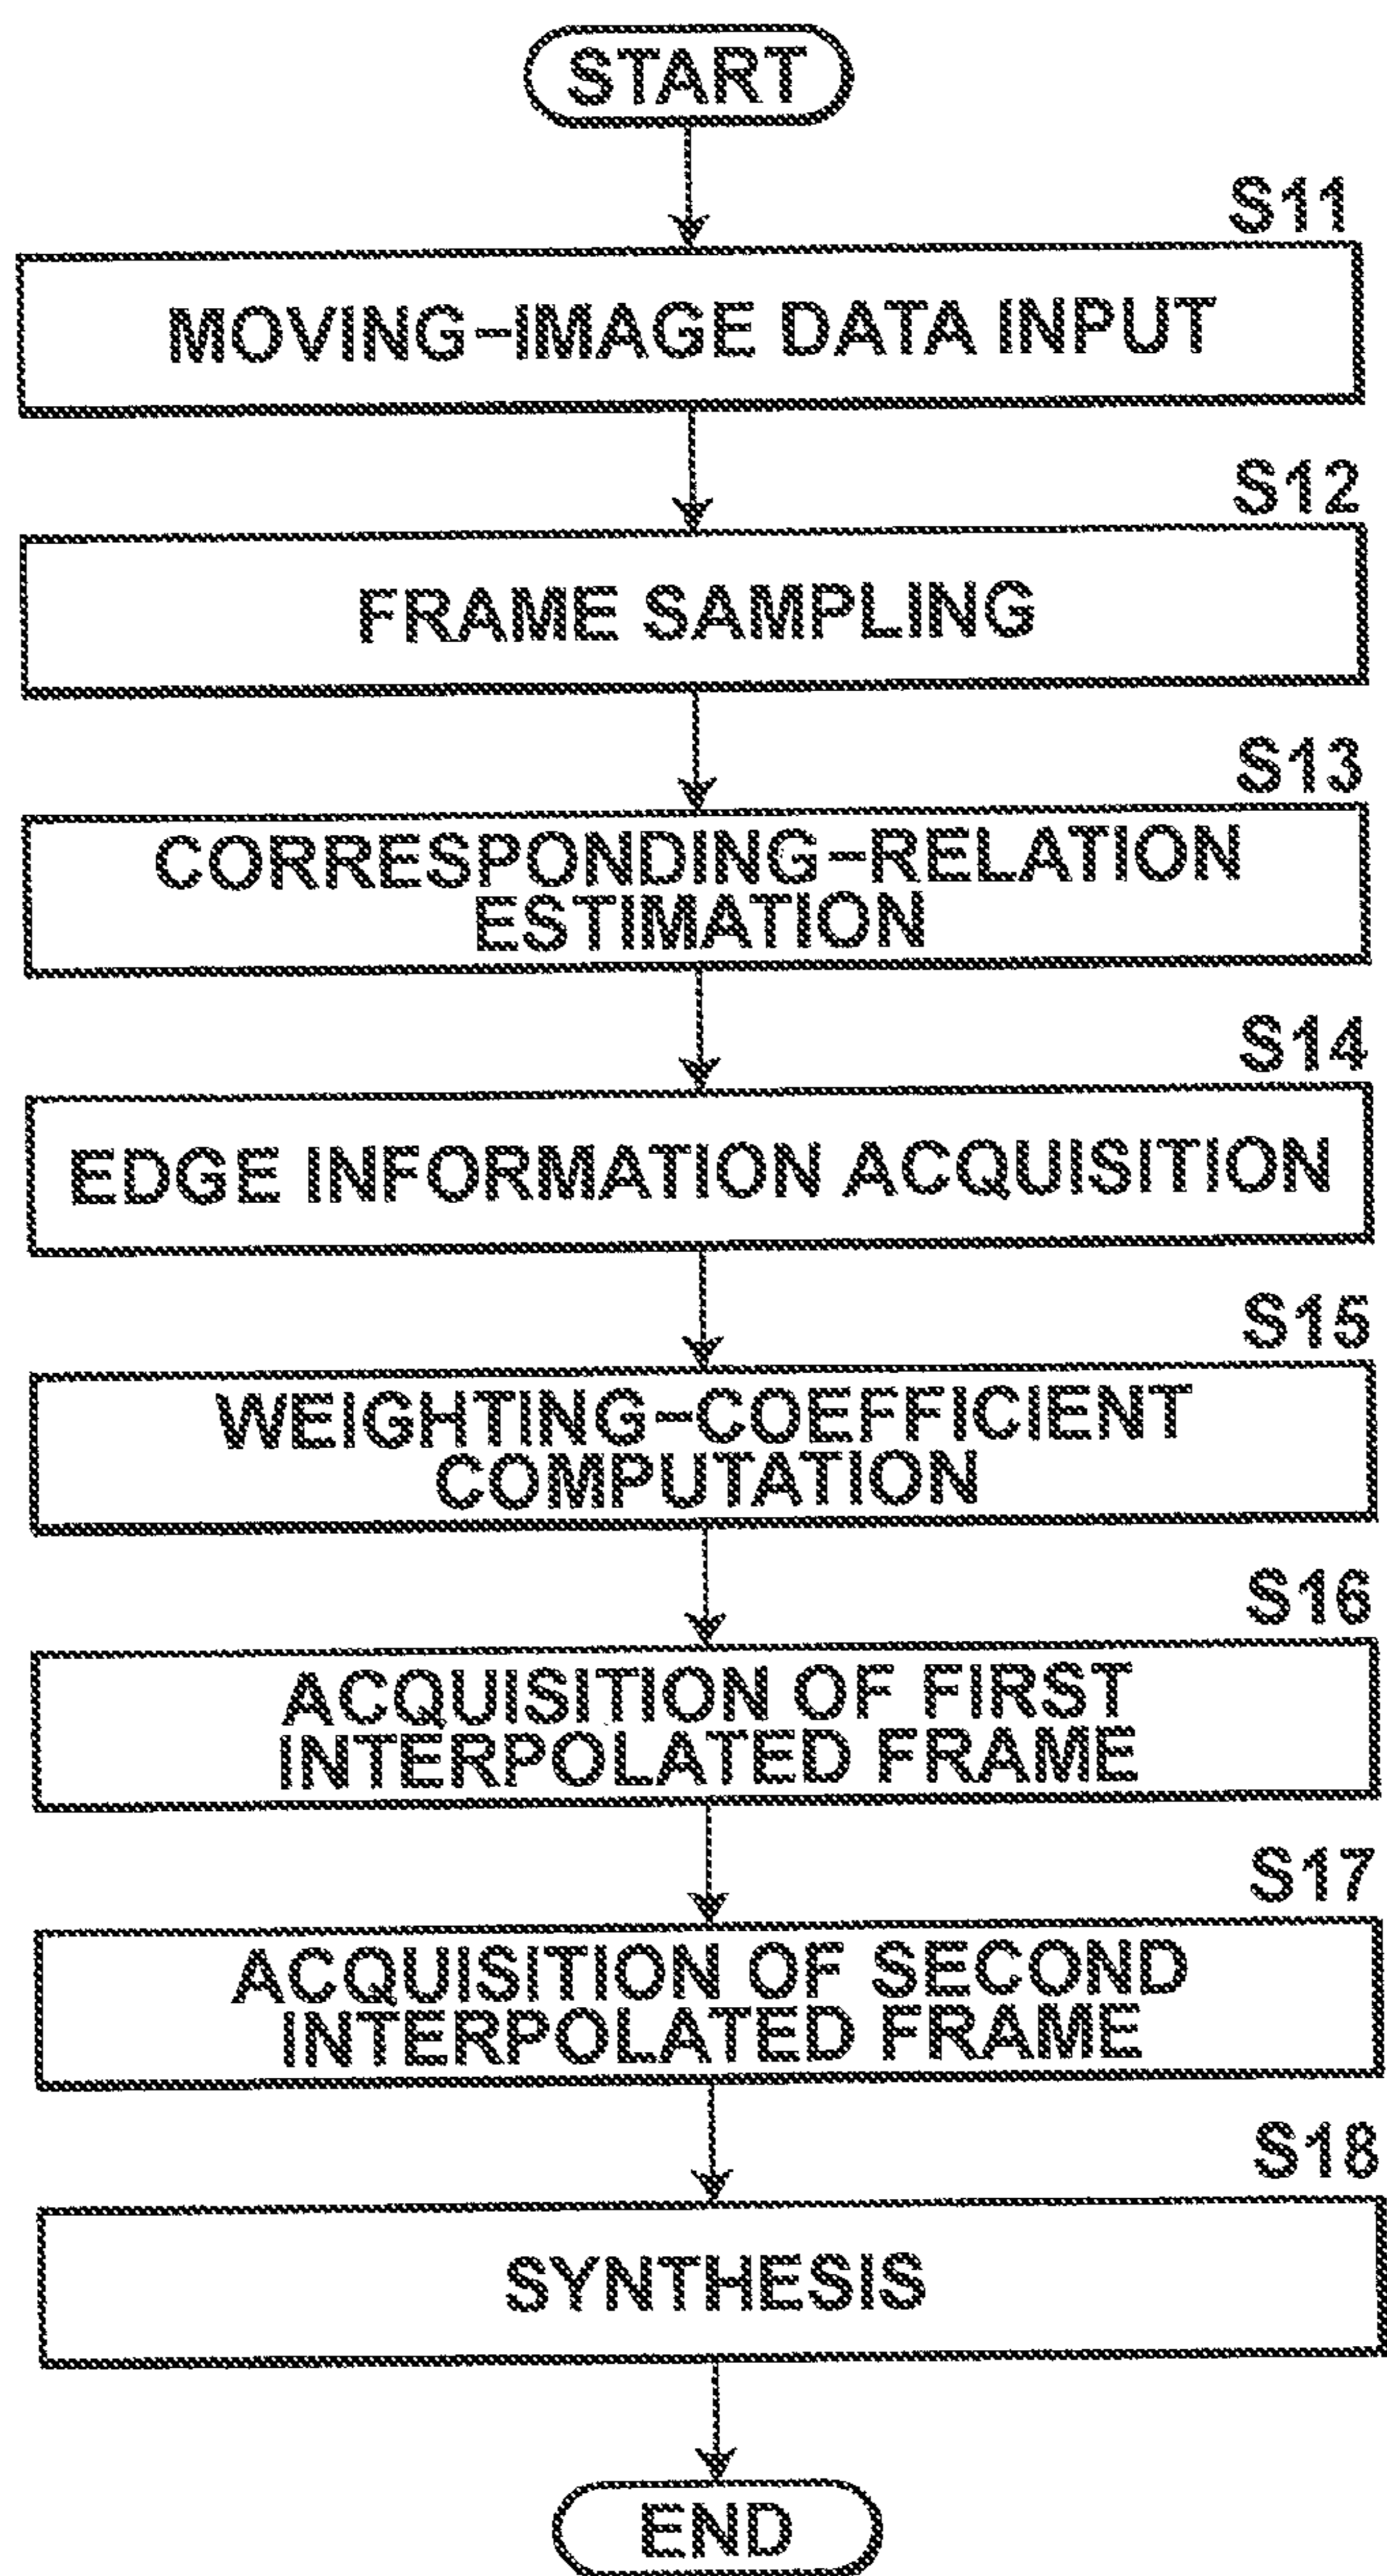 START
S11
MOVING-IMAGE DATA INPUT
S12
FRAME SAMPLING
S13
CORRESPONDING-RELATION
ESTIMATION
S14
EDGE INFORMATION ACQUISITION
S15
WEIGHTING-COEFFICIENT
COMPUTATION
S16
ACQUISITION OF FIRST
INTERPOLATED FRAME
S17
ACQUISITION OF SECOND
INTERPOLATED FRAME
S18
SYNTHESIS
END